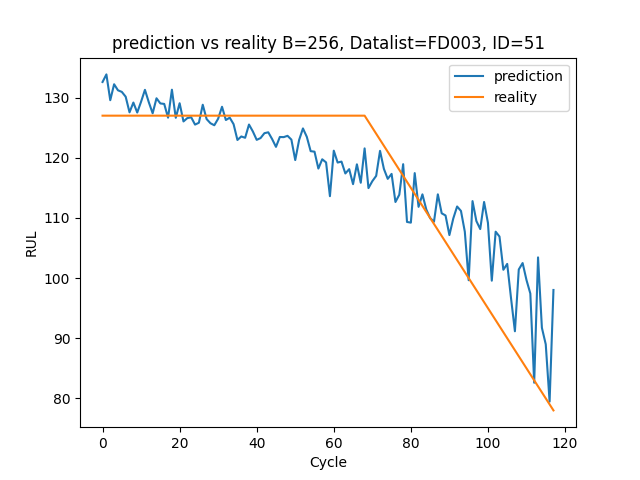 prediction vs reality B=256, Datalist=FD003, ID=51
prediction
reality
RUL
130
120
110
100
90
80
0 20 40 60 80 100 120
Cycle